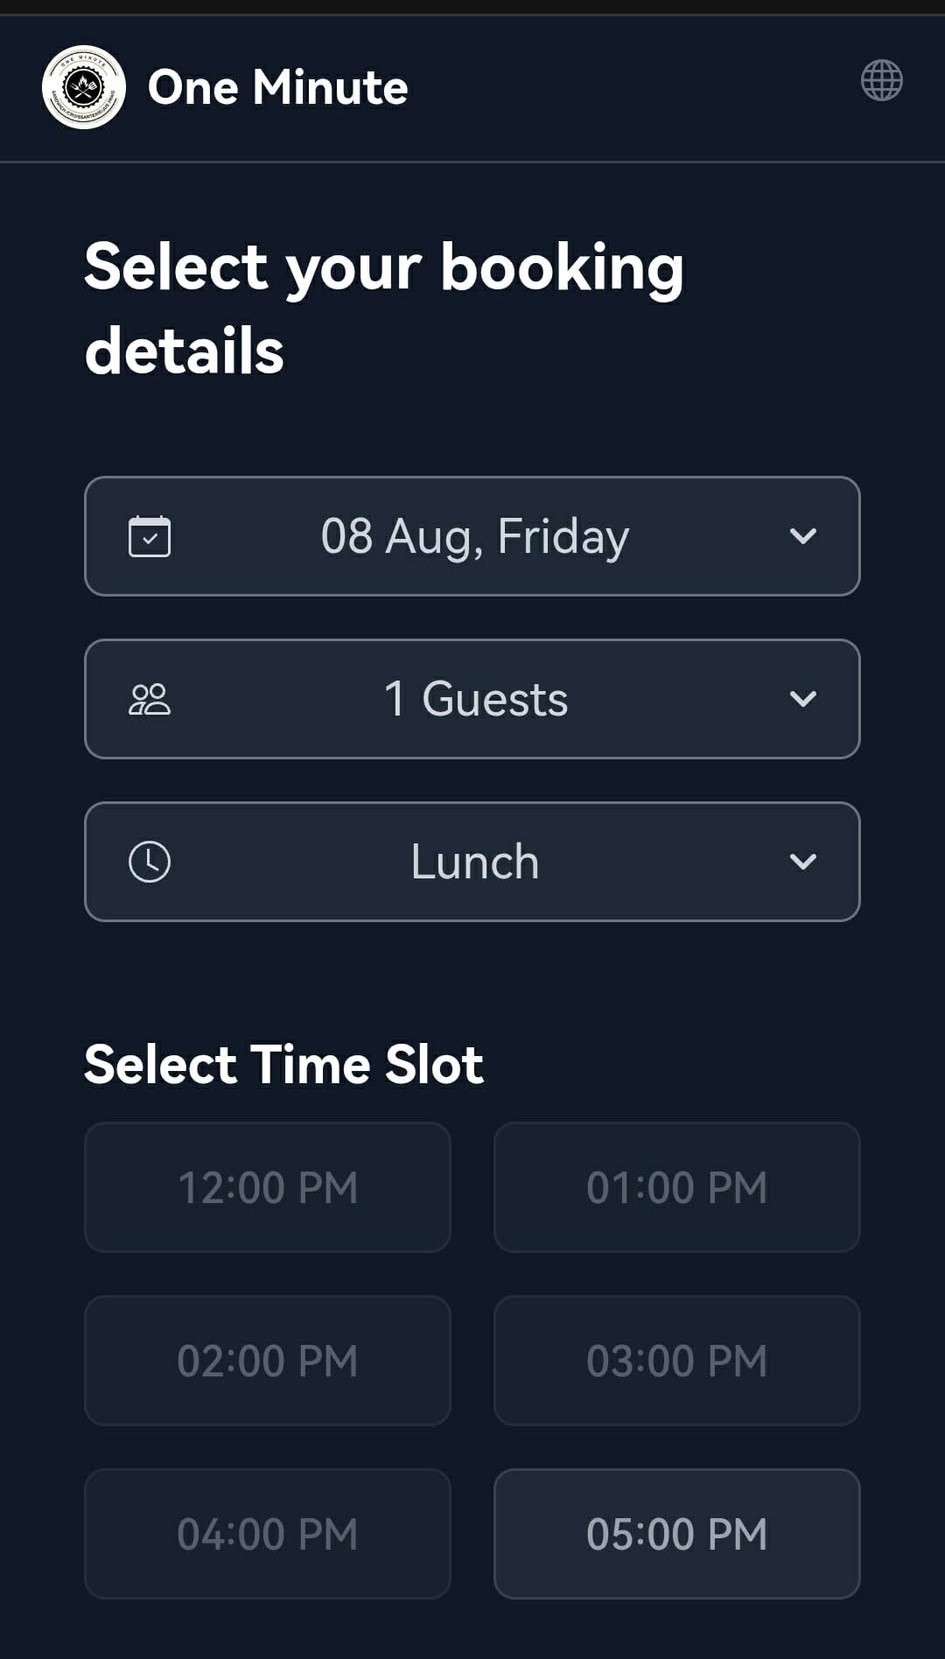 One Minute
Select your booking
details
08 Aug, Friday
1 Guests
Lunch
Select Time Slot
12:00 PM
01:00 PM
02:00 PM
03:00 PM
04:00 PM
05:00 PM